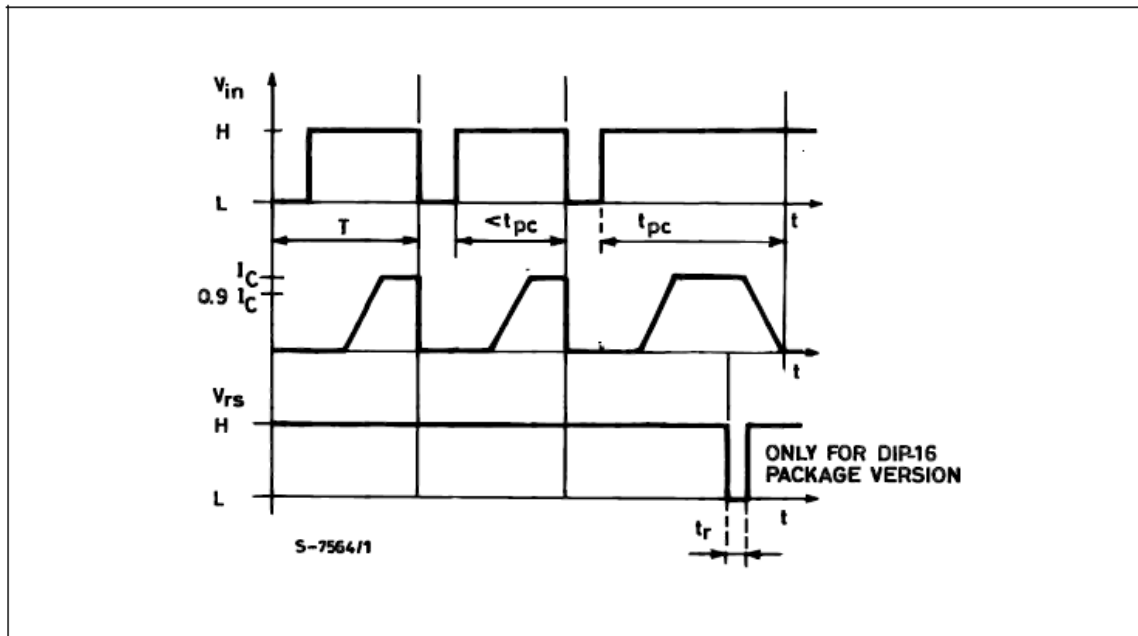 Vin
H
L
t
T
<tpc
tpc
IC
0.9 IC
t
Vrs
H
L
ONLY FOR DIP-16
PACKAGE VERSION
t
tr
S-7564/1